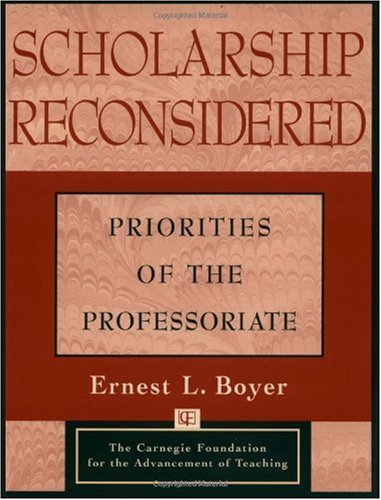 SCHOLARSHIP
RECONSIDERED
PRIORITIES
OF THE
PROFESSORIATE
Ernest L. Boyer
The Carnegie Foundation
for the Advancement of Teaching